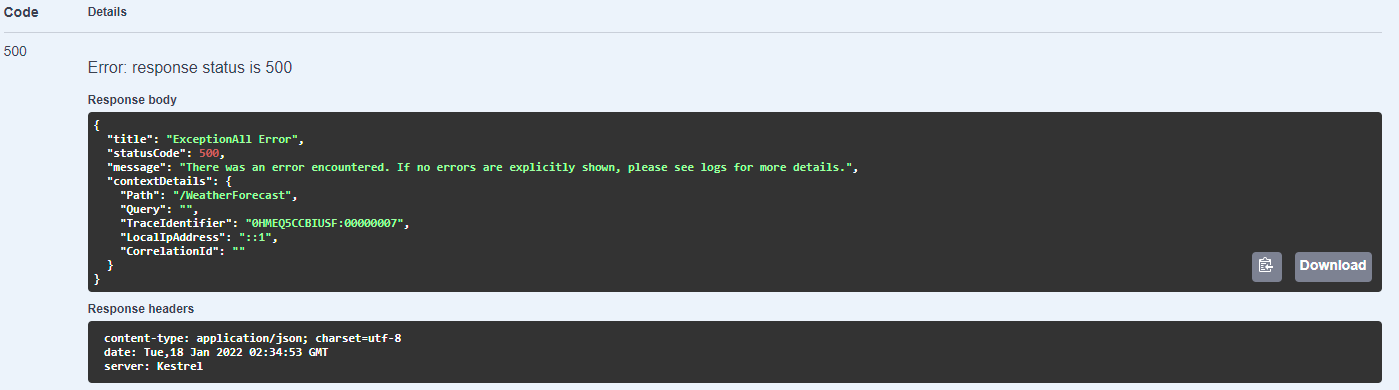 Code Details
500
Error: response status is 500
Response body
{
  "title": "ExceptionAll Error",
  "statusCode": 500,
  "message": "There was an error encountered. If no errors are explicitly shown, please see logs for more details.",
  "contextDetails": {
    "Path": "/WeatherForecast",
    "Query": "",
    "TraceIdentifier": "0HMEQ5CCBIUSF:00000007",
    "LocalIpAddress": "::1",
    "CorrelationId": ""
  }
}
Download
Response headers
content-type: application/json; charset=utf-8
date: Tue,18 Jan 2022 02:34:53 GMT
server: Kestrel